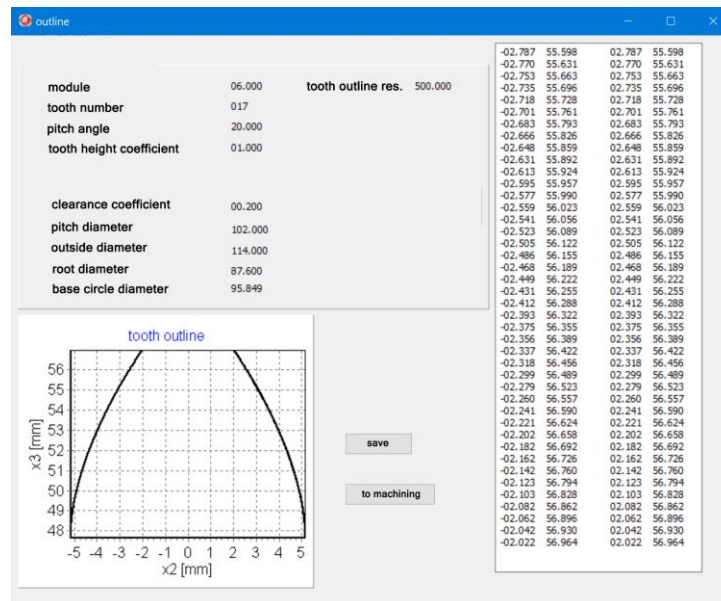 outline
module 06.000 tooth outline res. 500.000
tooth number 017
pitch angle 20.000
tooth height coefficient 01.000
clearance coefficient 00.200
pitch diameter 102.000
outside diameter 114.000
root diameter 87.600
base circle diameter 95.849
tooth outline
56
55
54
53
52
51
50
49
48
x3 [mm]
-5 -4 -3 -2 -1 0 1 2 3 4 5
x2 [mm]
save
to machining
-02.787 55.598 02.787 55.598
-02.770 55.631 02.770 55.631
-02.753 55.663 02.753 55.663
-02.735 55.696 02.735 55.696
-02.718 55.728 02.718 55.728
-02.701 55.761 02.701 55.761
-02.683 55.793 02.683 55.793
-02.666 55.826 02.666 55.826
-02.648 55.859 02.648 55.859
-02.631 55.892 02.631 55.892
-02.613 55.924 02.613 55.924
-02.595 55.957 02.595 55.957
-02.577 55.990 02.577 55.990
-02.559 56.023 02.559 56.023
-02.541 56.056 02.541 56.056
-02.523 56.089 02.523 56.089
-02.505 56.122 02.505 56.122
-02.486 56.155 02.486 56.155
-02.468 56.189 02.468 56.189
-02.449 56.222 02.449 56.222
-02.431 56.255 02.431 56.255
-02.412 56.288 02.412 56.288
-02.393 56.322 02.393 56.322
-02.375 56.355 02.375 56.355
-02.356 56.389 02.356 56.389
-02.337 56.422 02.337 56.422
-02.318 56.456 02.318 56.456
-02.299 56.489 02.299 56.489
-02.279 56.523 02.279 56.523
-02.260 56.557 02.260 56.557
-02.241 56.590 02.241 56.590
-02.221 56.624 02.221 56.624
-02.202 56.658 02.202 56.658
-02.182 56.692 02.182 56.692
-02.162 56.726 02.162 56.726
-02.142 56.760 02.142 56.760
-02.123 56.794 02.123 56.794
-02.103 56.828 02.103 56.828
-02.082 56.862 02.082 56.862
-02.062 56.896 02.062 56.896
-02.042 56.930 02.042 56.930
-02.022 56.964 02.022 56.964